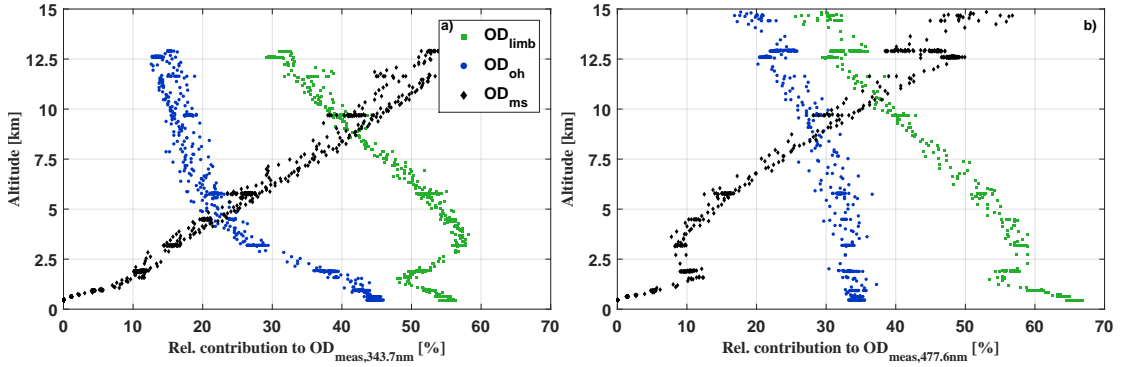 a)
OD_limb
OD_oh
OD_ms
15
12.5
10
7.5
5
2.5
0
Altitude [km]
0 10 20 30 40 50 60 70
Rel. contribution to OD_meas,343.7nm [%]
b)
15
12.5
10
7.5
5
2.5
0
Altitude [km]
0 10 20 30 40 50 60 70
Rel. contribution to OD_meas,477.6nm [%]